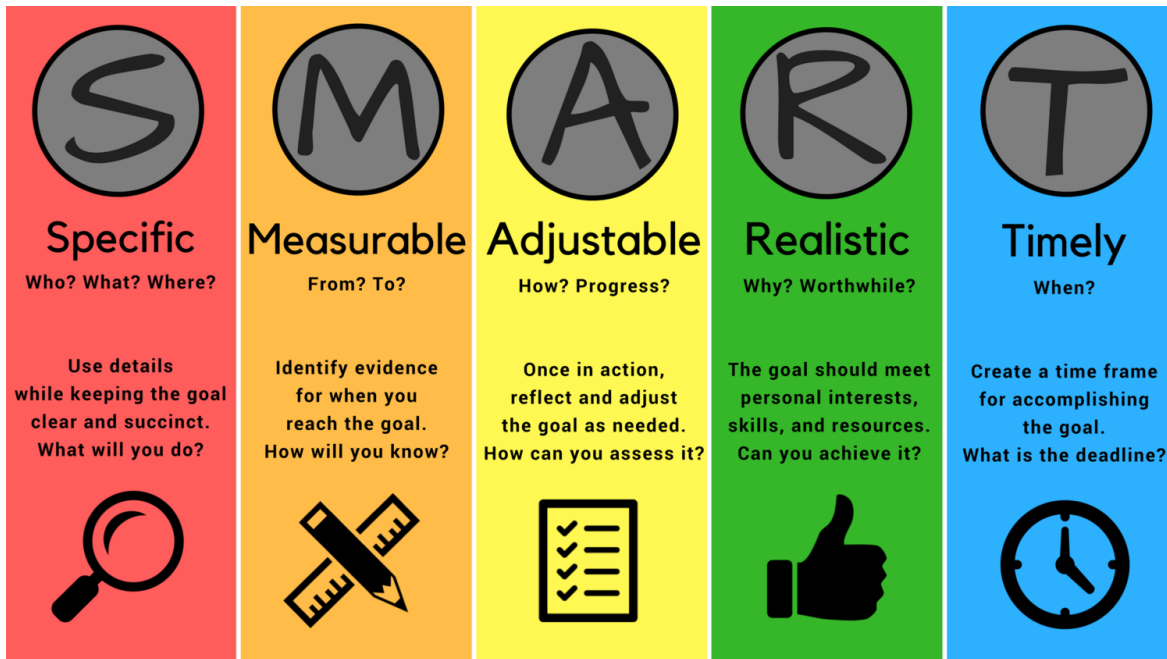 S
Specific
Who? What? Where?
Use details
while keeping the goal
clear and succinct.
What will you do?
M
Measurable
From? To?
Identify evidence
for when you
reach the goal.
How will you know?
A
Adjustable
How? Progress?
Once in action,
reflect and adjust
the goal as needed.
How can you assess it?
R
Realistic
Why? Worthwhile?
The goal should meet
personal interests,
skills, and resources.
Can you achieve it?
T
Timely
When?
Create a time frame
for accomplishing
the goal.
What is the deadline?